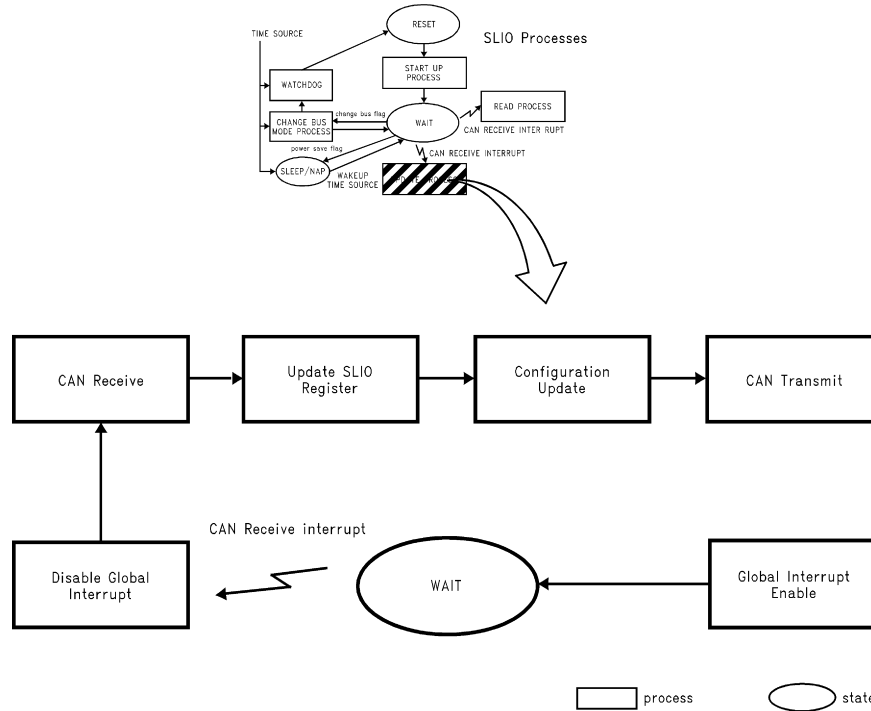 RESET
SLIO Processes
TIME SOURCE
START UP
PROCESS
WATCHDOG
READ PROCESS
change bus flag
CHANGE BUS
MODE PROCESS
WAIT
CAN RECEIVE INTER RUPT
power save flag
CAN RECEIVE INTERRUPT
SLEEP/NAP
WAKEUP
TIME SOURCE
CAN Receive
Update SLIO
Register
Configuration
Update
CAN Transmit
CAN Receive interrupt
Disable Global
Interrupt
WAIT
Global Interrupt
Enable
process
state